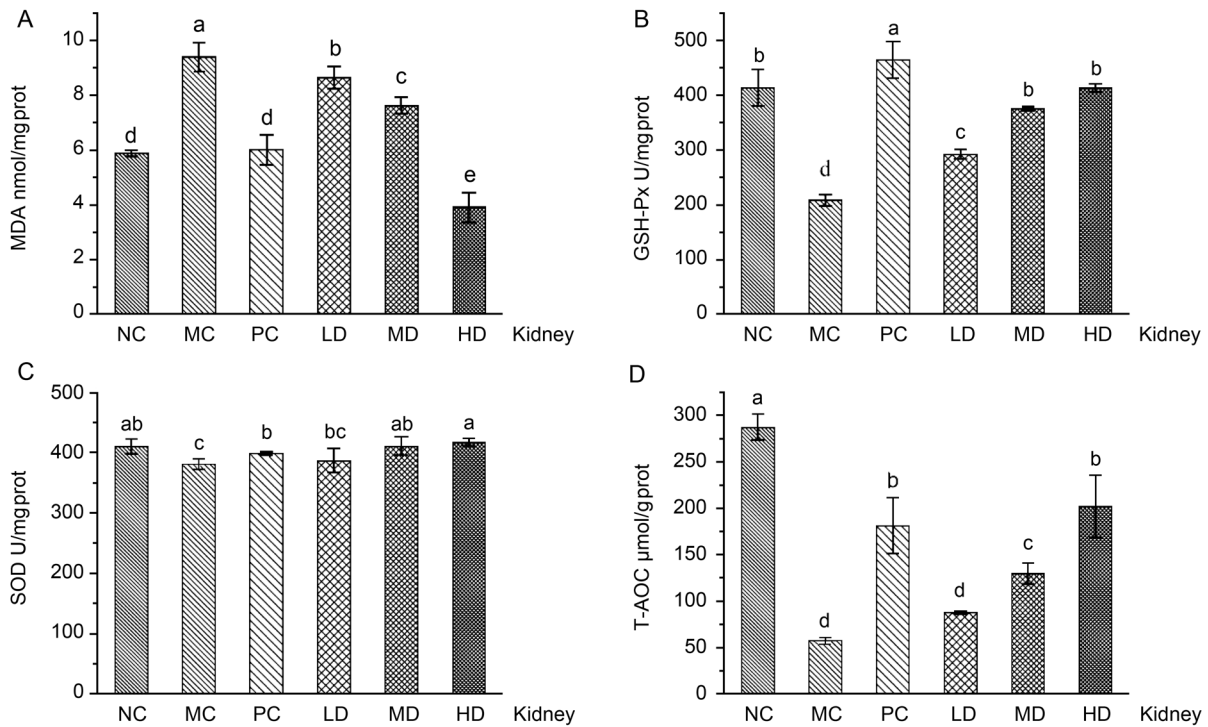 A
MDA nmol/mgprot
10
8
6
4
2
0
d
a
d
b
c
e
NC MC PC LD MD HD Kidney
B
GSH-Px U/mgprot
500
400
300
200
100
0
b
d
a
c
b
b
NC MC PC LD MD HD Kidney
C
SOD U/mgprot
500
400
300
200
100
0
ab
c
b
bc
ab
a
NC MC PC LD MD HD Kidney
D
T-AOC μmol/gprot
300
250
200
150
100
50
0
a
d
b
d
c
b
NC MC PC LD MD HD Kidney